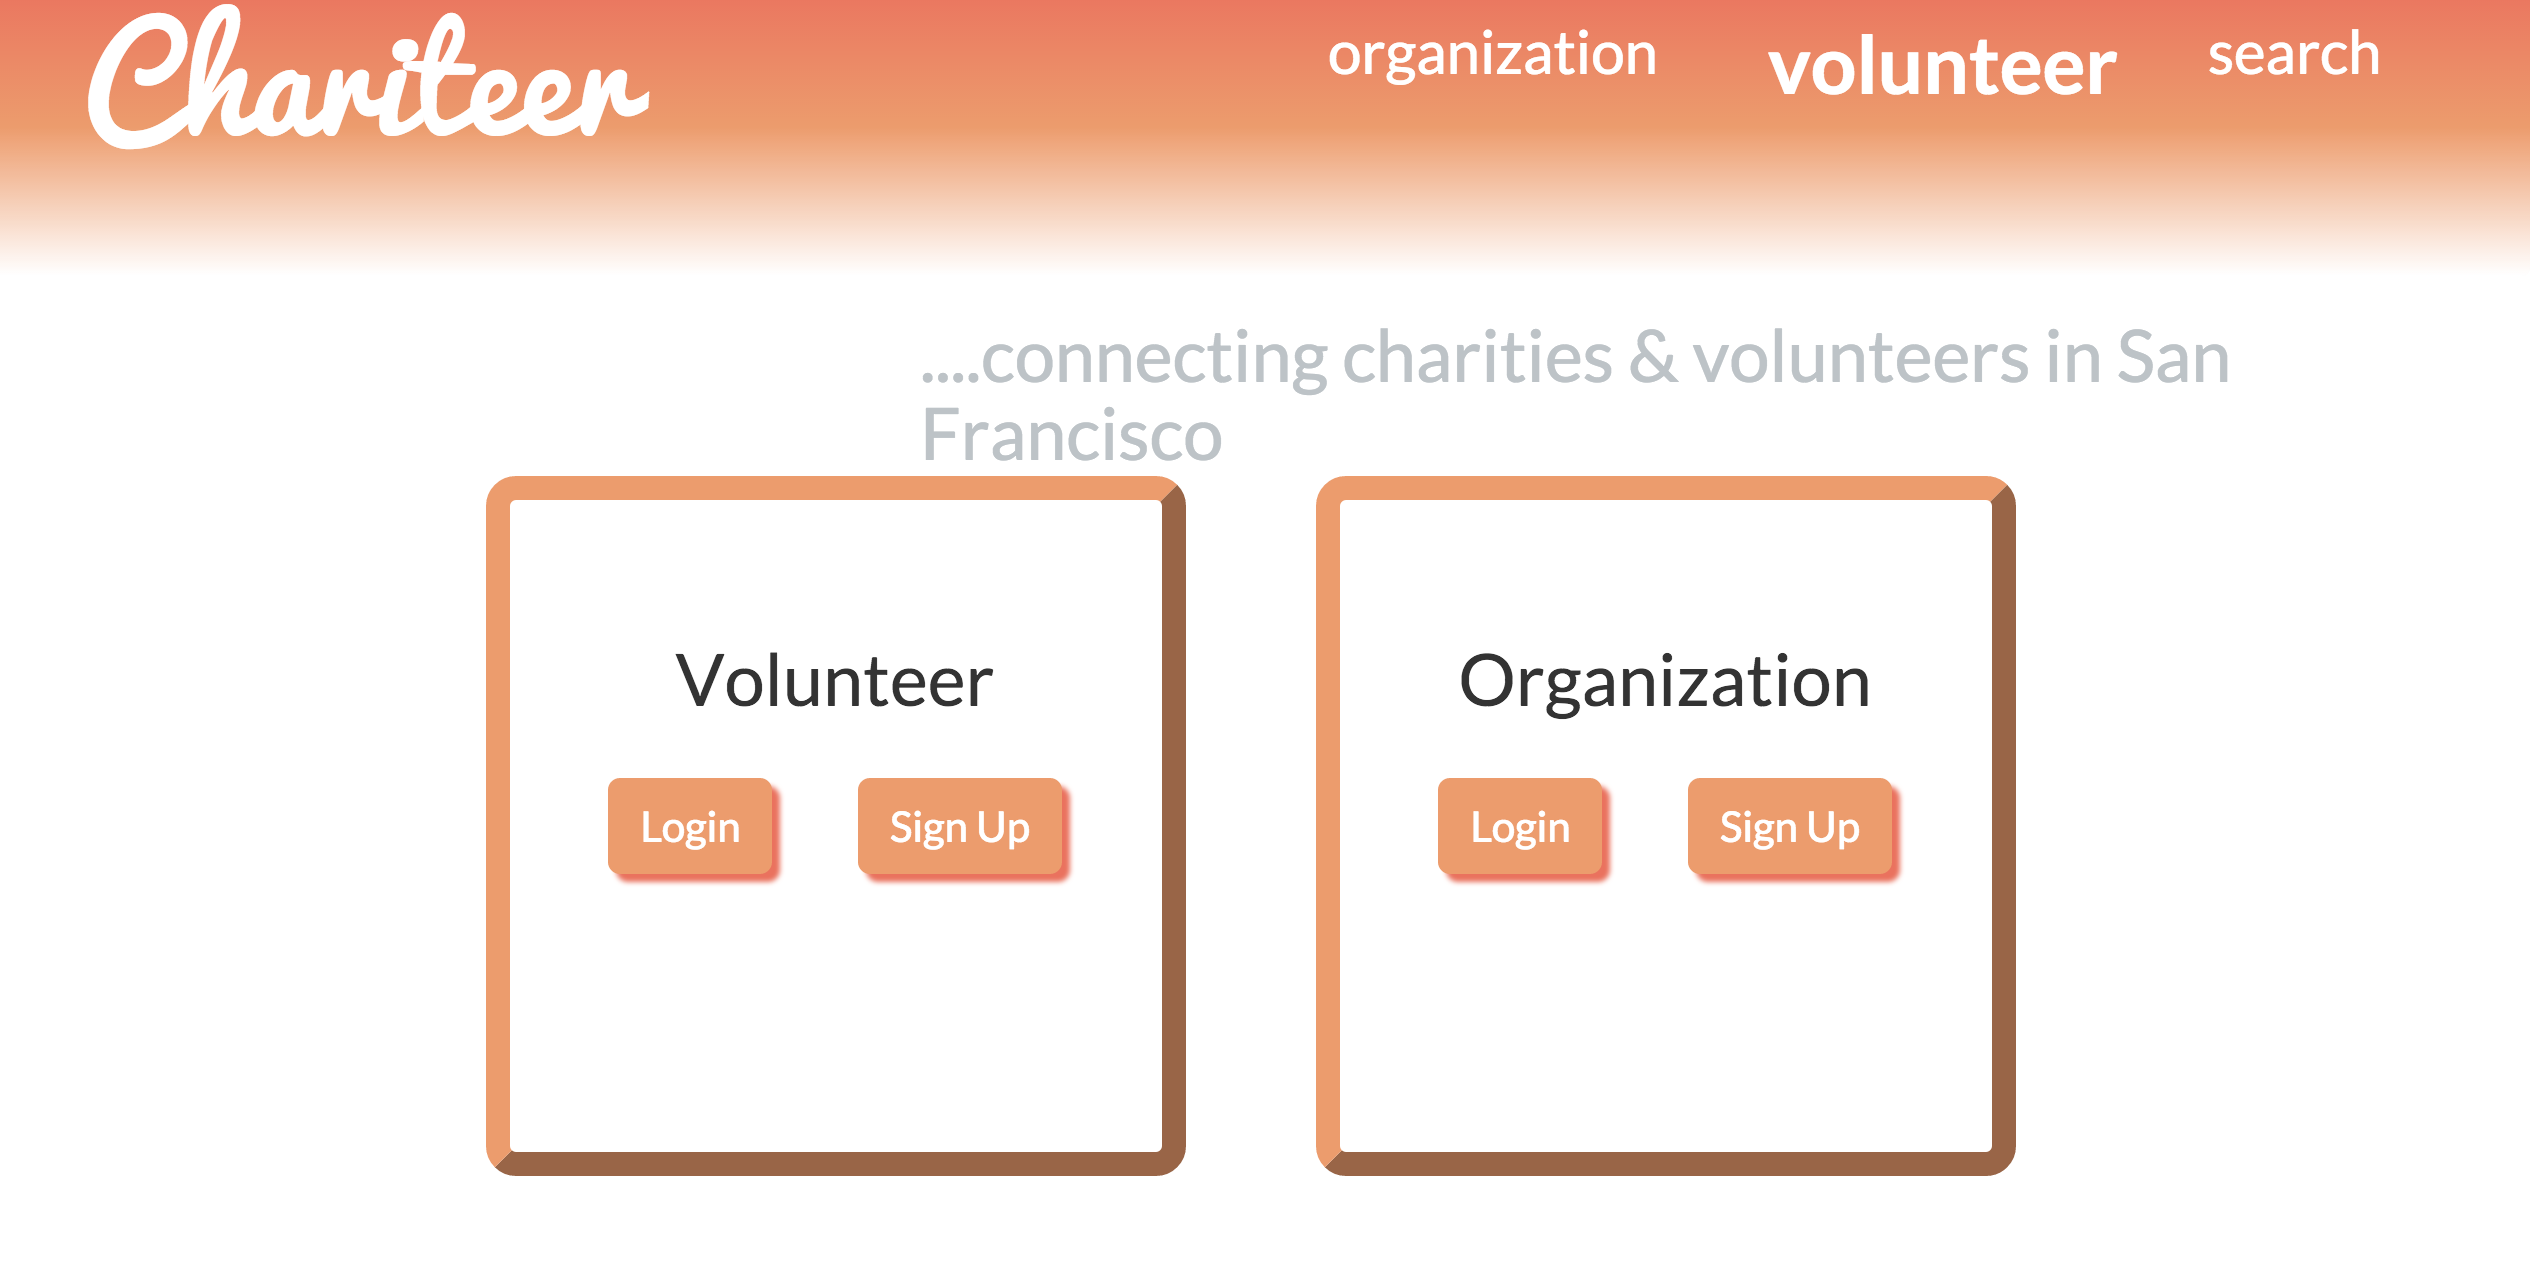 Chariteer
organization volunteer search
....connecting charities & volunteers in San
Francisco
Volunteer
Login Sign Up
Organization
Login Sign Up